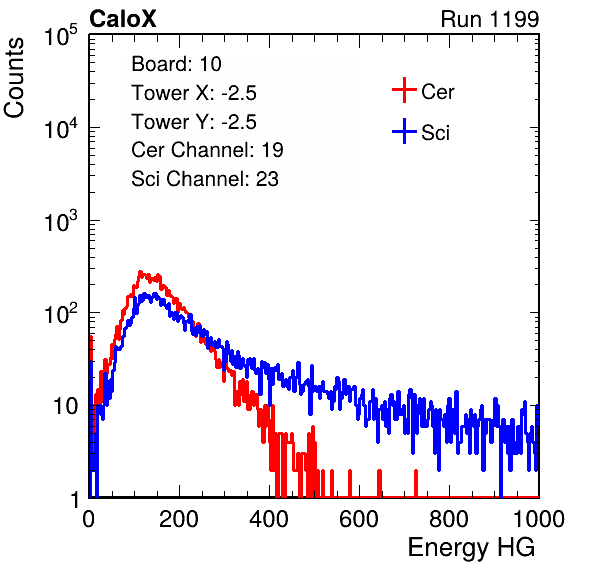 CaloX Run 1199
Counts
10^5
10^4
10^3
10^2
10
1
Board: 10
Tower X: -2.5
Tower Y: -2.5
Cer Channel: 19
Sci Channel: 23
Cer
Sci
0 200 400 600 800 1000
Energy HG